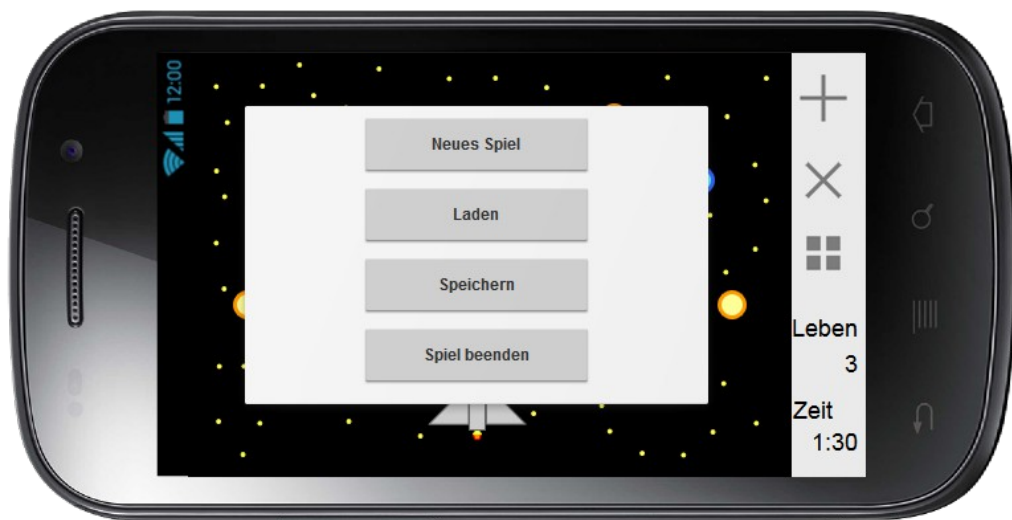 12:00
Neues Spiel
Laden
Speichern
Spiel beenden
Leben
3
Zeit
1:30